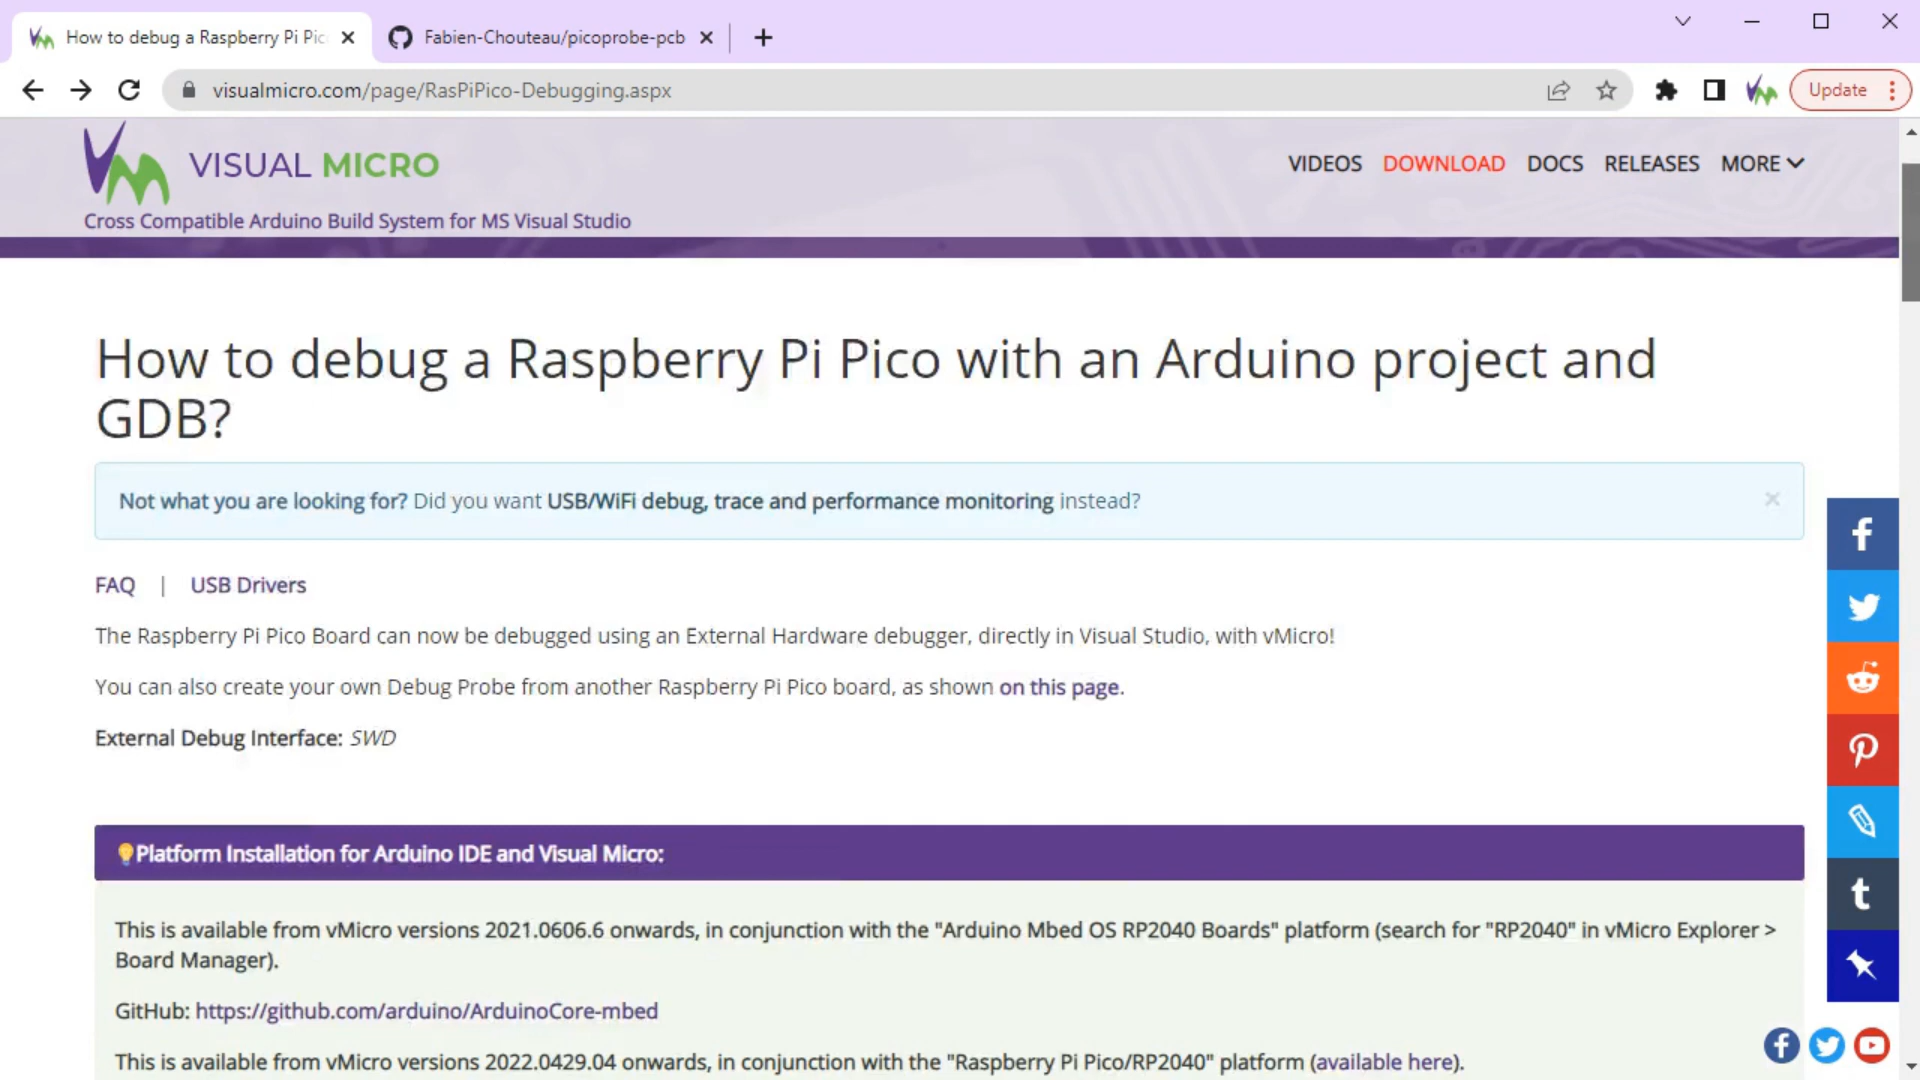 How to debug a Raspberry Pi Pic
Fabien-Chouteau/picoprobe-pcb
visualmicro.com/page/RasPiPico-Debugging.aspx
Update
VISUAL MICRO
VIDEOS DOWNLOAD DOCS RELEASES MORE
Cross Compatible Arduino Build System for MS Visual Studio
How to debug a Raspberry Pi Pico with an Arduino project and
GDB?
Not what you are looking for? Did you want USB/WiFi debug, trace and performance monitoring instead?
FAQ | USB Drivers
The Raspberry Pi Pico Board can now be debugged using an External Hardware debugger, directly in Visual Studio, with vMicro!
You can also create your own Debug Probe from another Raspberry Pi Pico board, as shown on this page.
External Debug Interface: SWD
Platform Installation for Arduino IDE and Visual Micro:
This is available from vMicro versions 2021.0606.6 onwards, in conjunction with the "Arduino Mbed OS RP2040 Boards" platform (search for "RP2040" in vMicro Explorer >
Board Manager).
GitHub: https://github.com/arduino/ArduinoCore-mbed
This is available from vMicro versions 2022.0429.04 onwards, in conjunction with the "Raspberry Pi Pico/RP2040" platform (available here).